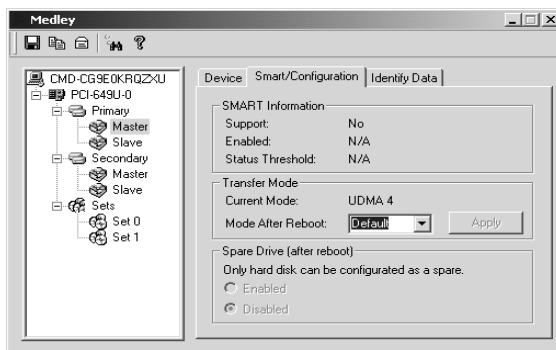 Medley
CMD-CG9E0KRQZXU
PCI-649U-0
Primary
Master
Slave
Secondary
Master
Slave
Sets
Set 0
Set 1
Device
Smart/Configuration
Identify Data
SMART Information
Support: No
Enabled: N/A
Status Threshold: N/A
Transfer Mode
Current Mode: UDMA 4
Mode After Reboot: Default Apply
Spare Drive (after reboot)
Only hard disk can be configurated as a spare.
Enabled
Disabled